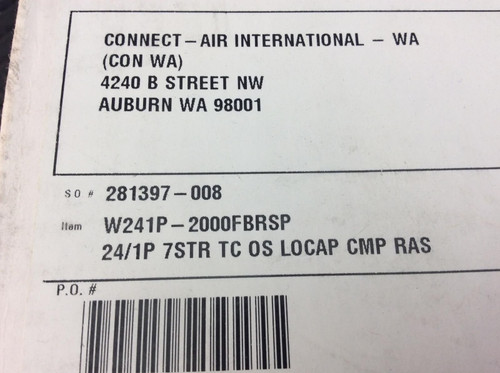 CONNECT-AIR INTERNATIONAL - WA
(CON WA)
4240 B STREET NW
AUBURN WA 98001
SO # 281397-008
Item W241P-2000FBRSP
24/1P 7STR TC OS LOCAP CMP RAS
P.O. #